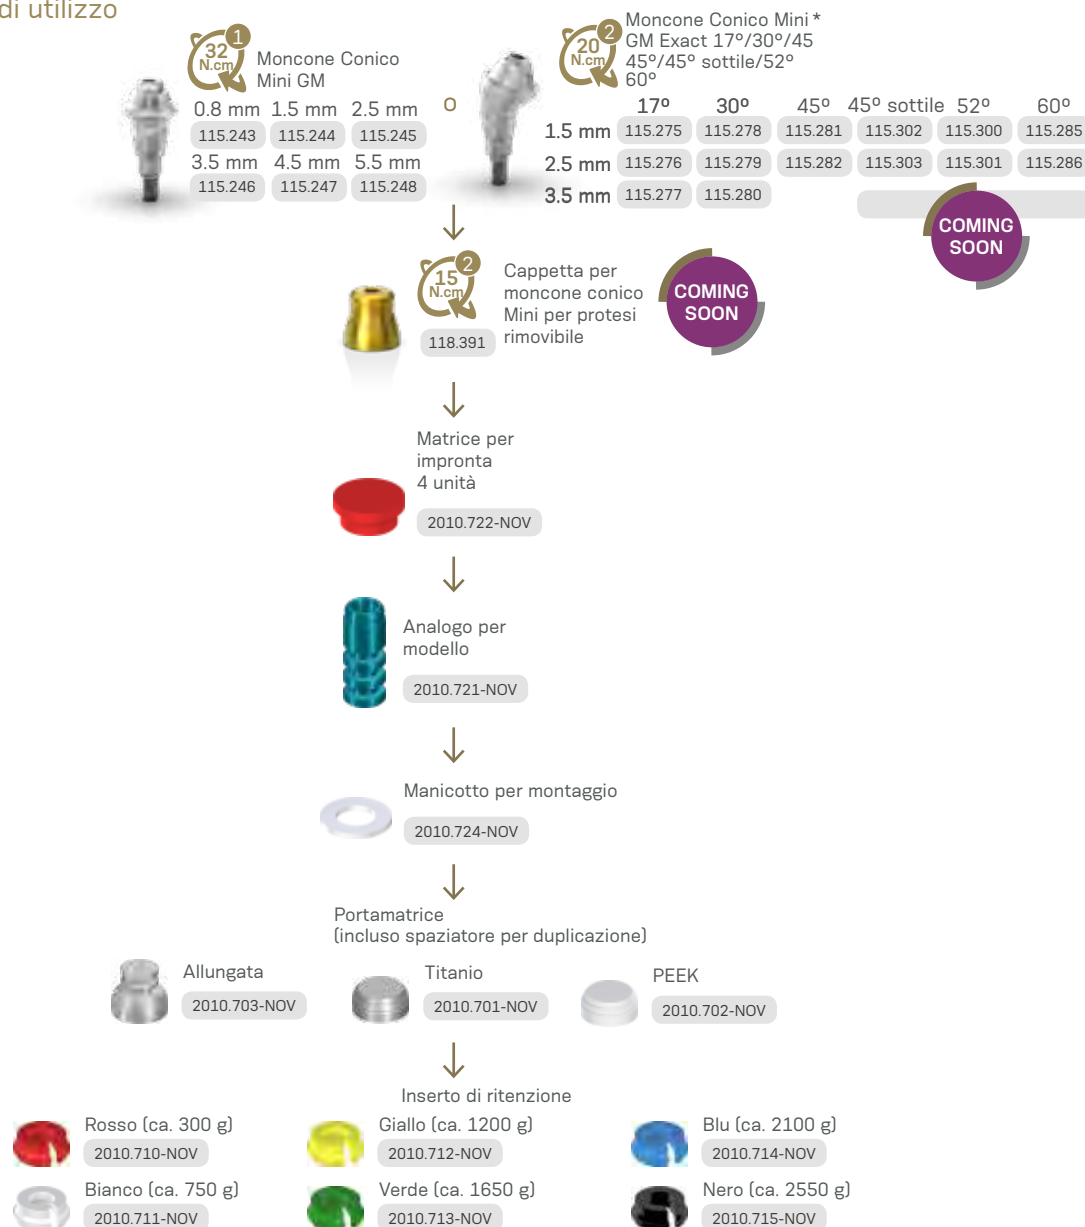 di utilizzo
1
32
N.cm
Moncone Conico
Mini GM
0.8 mm 1.5 mm 2.5 mm
115.243 115.244 115.245
3.5 mm 4.5 mm 5.5 mm
115.246 115.247 115.248
O
2
20
N.cm
Moncone Conico Mini *
GM Exact 17°/30°/45
45°/45° sottile/52°
60°
17º 30º 45º 45º sottile 52º 60º
1.5 mm 115.275 115.278 115.281 115.302 115.300 115.285
2.5 mm 115.276 115.279 115.282 115.303 115.301 115.286
3.5 mm 115.277 115.280
COMING
SOON
2
15
N.cm
118.391
Cappetta per
moncone conico
Mini per protesi
rimovibile
COMING
SOON
Matrice per
impronta
4 unità
2010.722-NOV
Analogo per
modello
2010.721-NOV
Manicotto per montaggio
2010.724-NOV
Portamatrice
(incluso spaziatore per duplicazione)
Allungata
2010.703-NOV
Titanio
2010.701-NOV
PEEK
2010.702-NOV
Inserto di ritenzione
Rosso (ca. 300 g)
2010.710-NOV
Giallo (ca. 1200 g)
2010.712-NOV
Blu (ca. 2100 g)
2010.714-NOV
Bianco (ca. 750 g)
2010.711-NOV
Verde (ca. 1650 g)
2010.713-NOV
Nero (ca. 2550 g)
2010.715-NOV